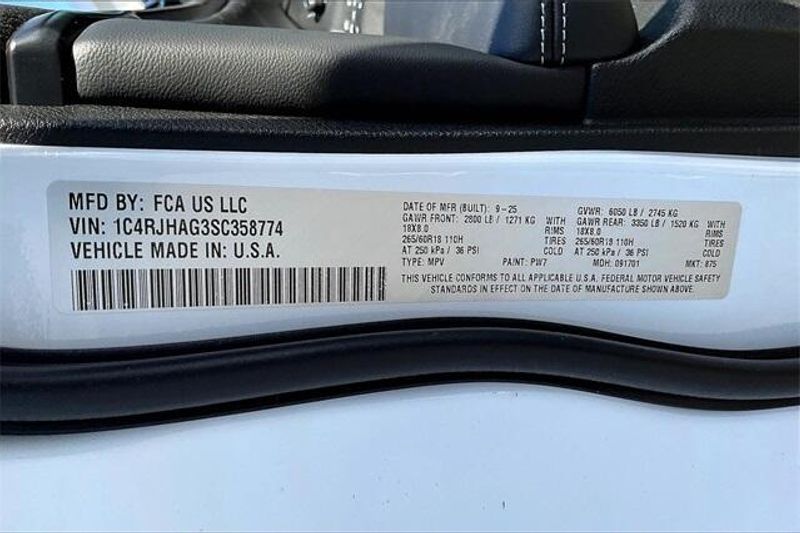 MFD BY: FCA US LLC
VIN: 1C4RJHAG3SC358774
VEHICLE MADE IN: U.S.A.
DATE OF MFR (BUILT): 9-25 GVWR: 6050 LB / 2745 KG
GAWR FRONT: 2800 LB / 1271 KG WITH GAWR REAR: 3350 LB / 1520 KG WITH
18X8.0 RIMS 18X8.0 RIMS
265/60R18 110H TIRES 265/60R18 110H TIRES
AT 250 kPa / 36 PSI COLD AT 250 kPa / 36 PSI COLD
TYPE: MPV PAINT: PW7 MDH: 091701 MKT: 875
THIS VEHICLE CONFORMS TO ALL APPLICABLE U.S.A. FEDERAL MOTOR VEHICLE SAFETY
STANDARDS IN EFFECT ON THE DATE OF MANUFACTURE SHOWN ABOVE.